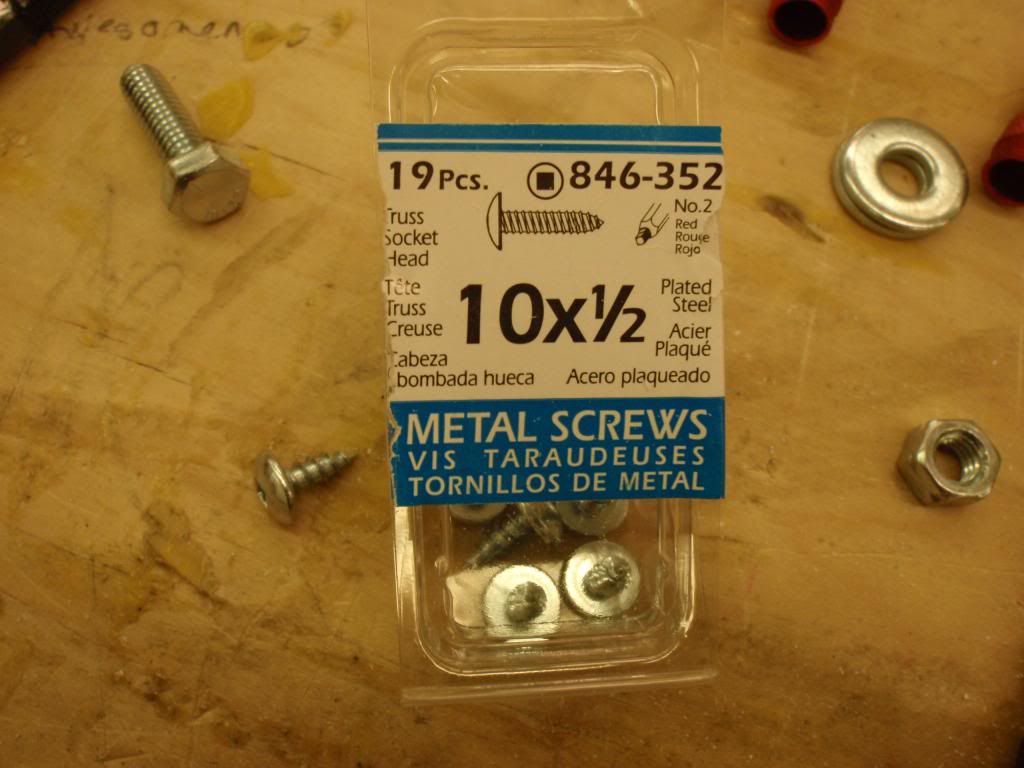 19 Pcs. 846-352
Truss
Socket
Head
No.2
Red
Rouge
Rojo
10x½
Tête
Truss
Creuse
Plated
Steel
Acier
Plaqué
Cabeza
bombada hueca
Acero plaqueado
METAL SCREWS
VIS TARAUDEUSES
TORNILLOS DE METAL